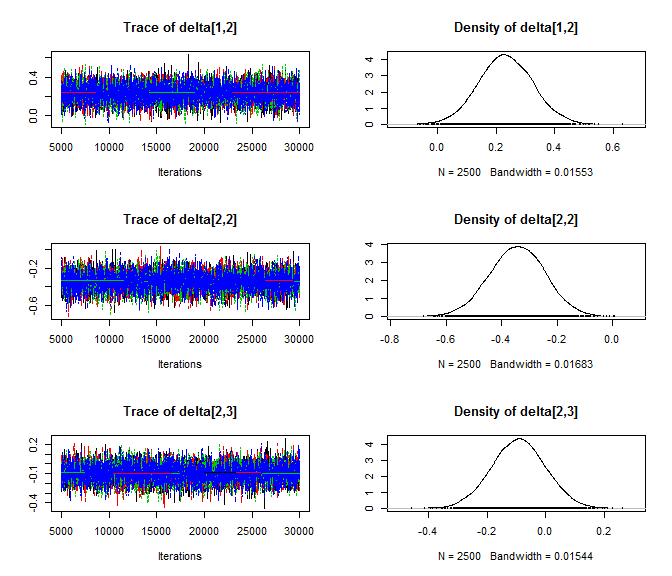 Trace of delta[1,2]
Density of delta[1,2]
0.0 0.4
5000 10000 15000 20000 25000 30000
Iterations
0 1 2 3 4
0.0 0.2 0.4 0.6
N = 2500 Bandwidth = 0.01553
Trace of delta[2,2]
Density of delta[2,2]
-0.6 -0.2
5000 10000 15000 20000 25000 30000
Iterations
0 1 2 3 4
-0.8 -0.6 -0.4 -0.2 0.0
N = 2500 Bandwidth = 0.01683
Trace of delta[2,3]
Density of delta[2,3]
-0.4 -0.1 0.2
5000 10000 15000 20000 25000 30000
Iterations
0 1 2 3 4
-0.4 -0.2 0.0 0.2
N = 2500 Bandwidth = 0.01544